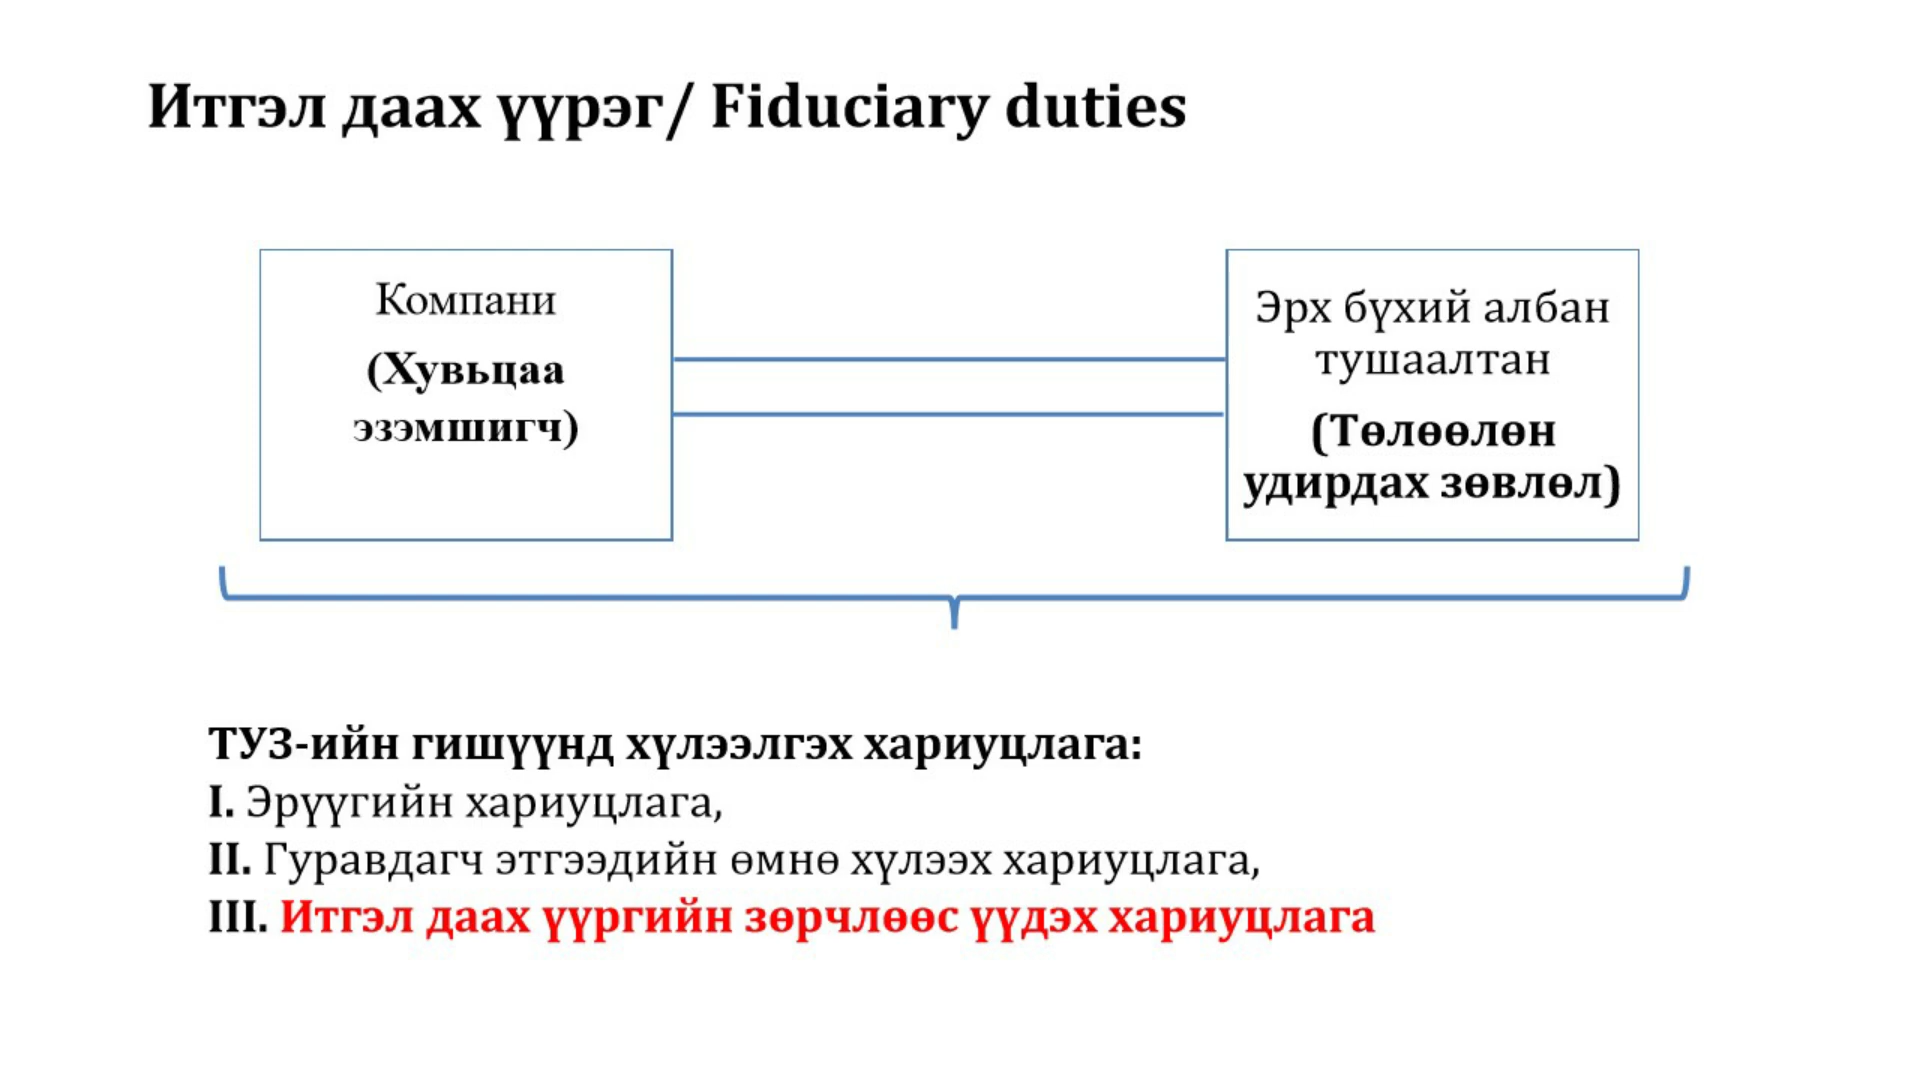 Итгэл даах үүрэг/ Fiduciary duties
Компани
(Хувьцаа
эзэмшигч)
Эрх бүхий албан
тушаалтан
(Төлөөлөн
удирдах зөвлөл)
ТУЗ-ийн гишүүнд хүлээлгэх хариуцлага:
I. Эрүүгийн хариуцлага,
II. Гуравдагч этгээдийн өмнө хүлээх хариуцлага,
III. Итгэл даах үүргийн зөрчлөөс үүдэх хариуцлага